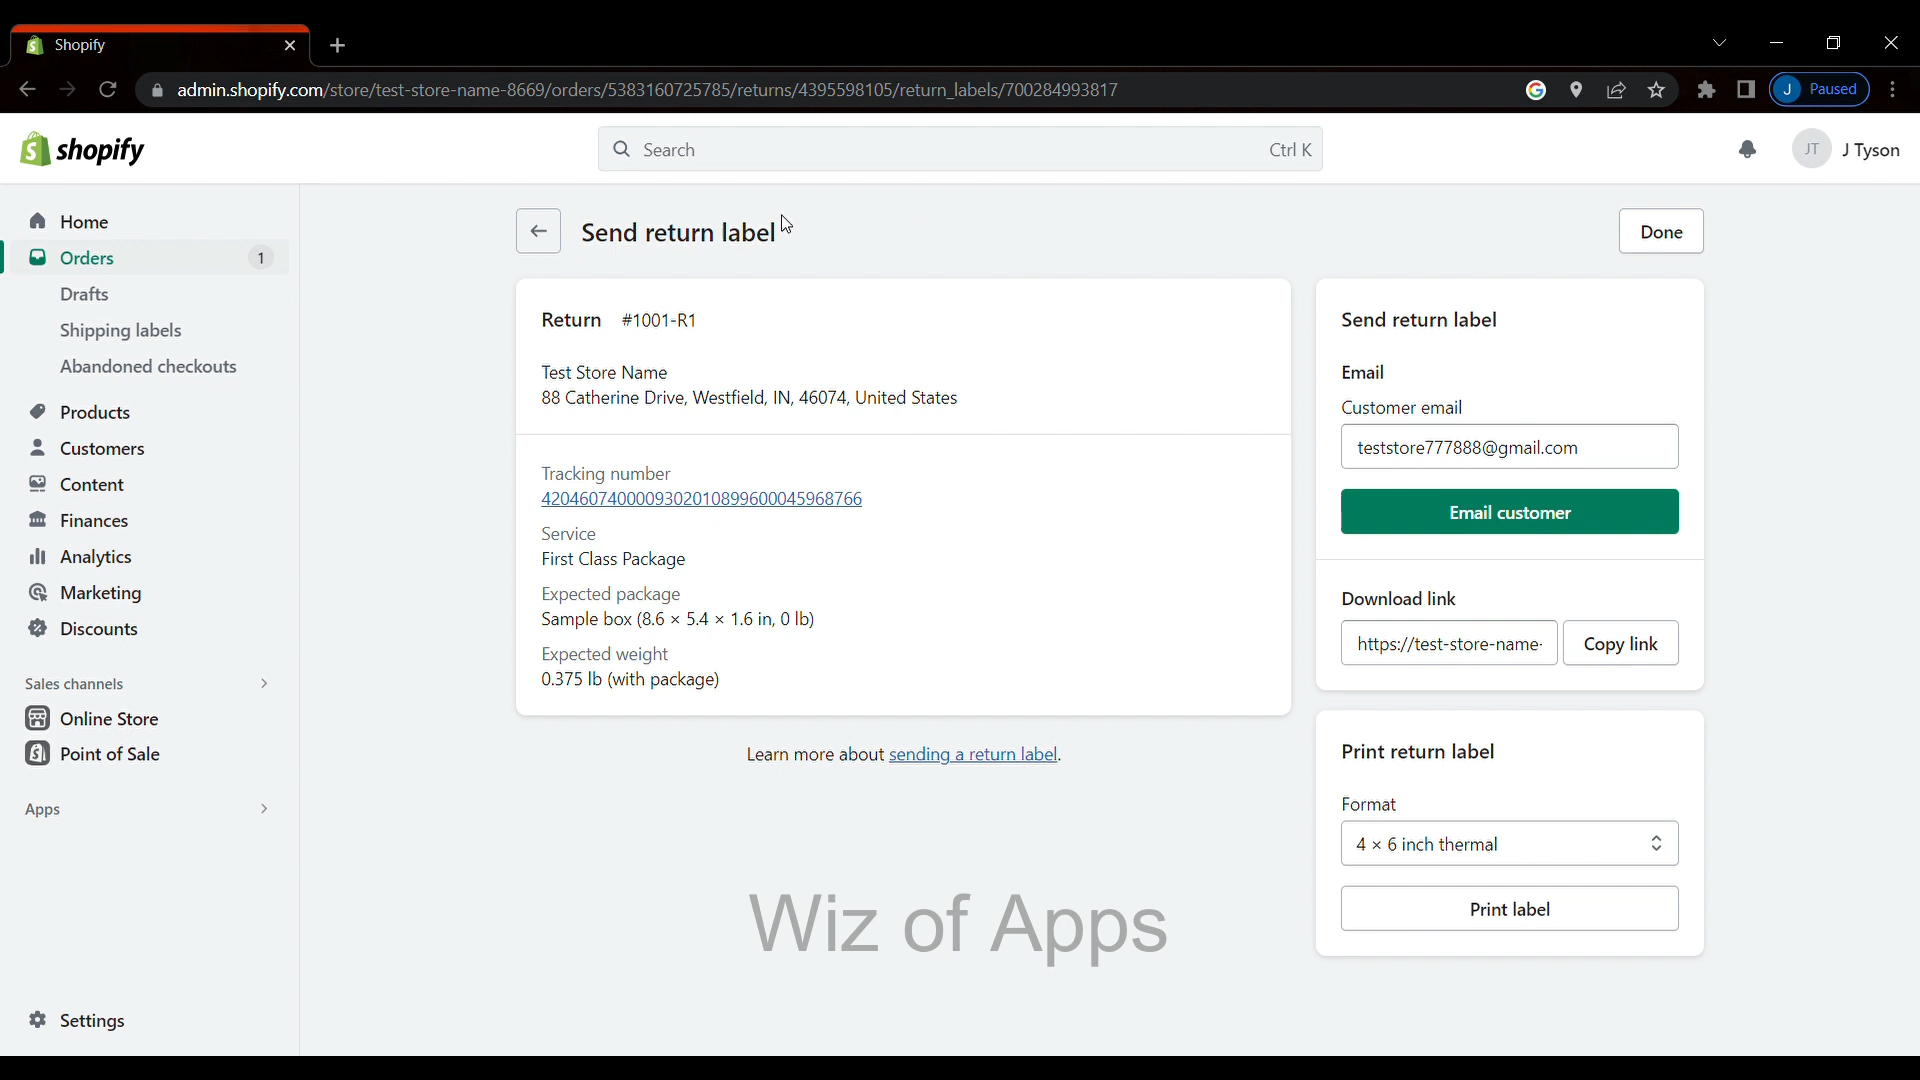 Shopify
admin.shopify.com/store/test-store-name-8669/orders/5383160725785/returns/4395598105/return_labels/700284993817
J Paused
shopify
Search
Ctrl K
JT
J Tyson
Home
Orders
1
Drafts
Shipping labels
Abandoned checkouts
Products
Customers
Content
Finances
Analytics
Marketing
Discounts
Sales channels
Online Store
Point of Sale
Apps
Settings
Send return label
Done
Return #1001-R1
Test Store Name
88 Catherine Drive, Westfield, IN, 46074, United States
Tracking number
420460740000930201089960004596​8766
Service
First Class Package
Expected package
Sample box (8.6 × 5.4 × 1.6 in, 0 lb)
Expected weight
0.375 lb (with package)
Learn more about sending a return label.
Send return label
Email
Customer email
teststore777888@gmail.com
Email customer
Download link
https://test-store-name-
Copy link
Print return label
Format
4 × 6 inch thermal
Print label
Wiz of Apps